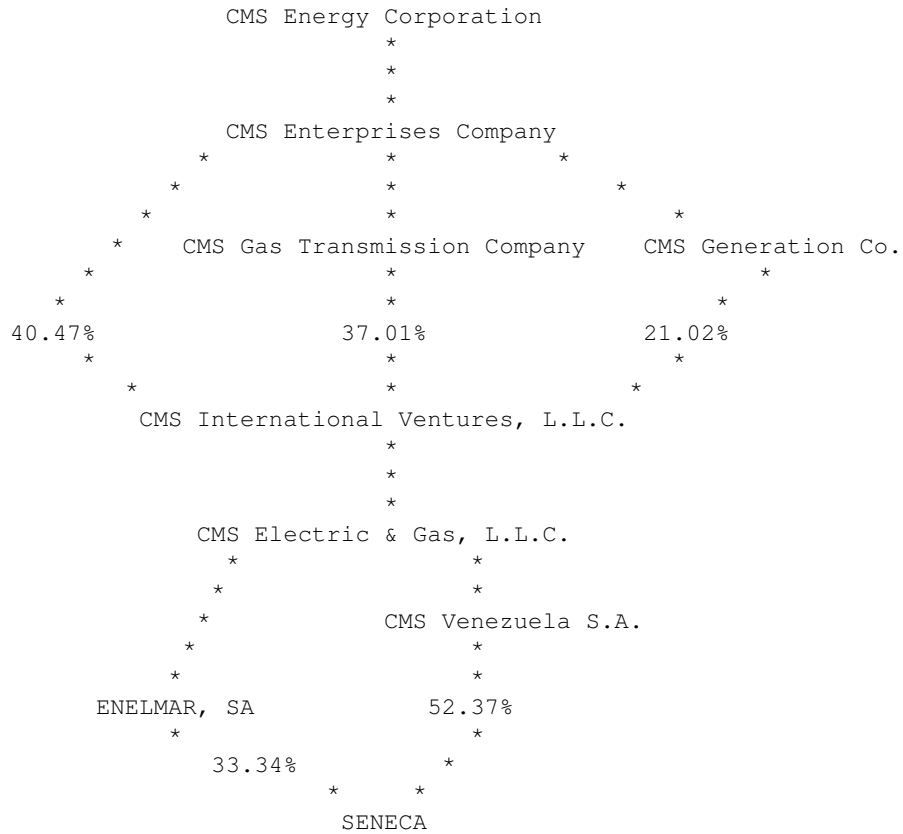 CMS Energy Corporation
*
*
*
CMS Enterprises Company
* * *
* * *
* * *
* CMS Gas Transmission Company CMS Generation Co.
* * *
* * *
40.47% 37.01% 21.02%
* * *
* * *
CMS International Ventures, L.L.C.
*
*
*
CMS Electric & Gas, L.L.C.
* *
* *
* CMS Venezuela S.A.
* *
* *
ENELMAR, SA 52.37%
* *
33.34% *
* *
SENECA